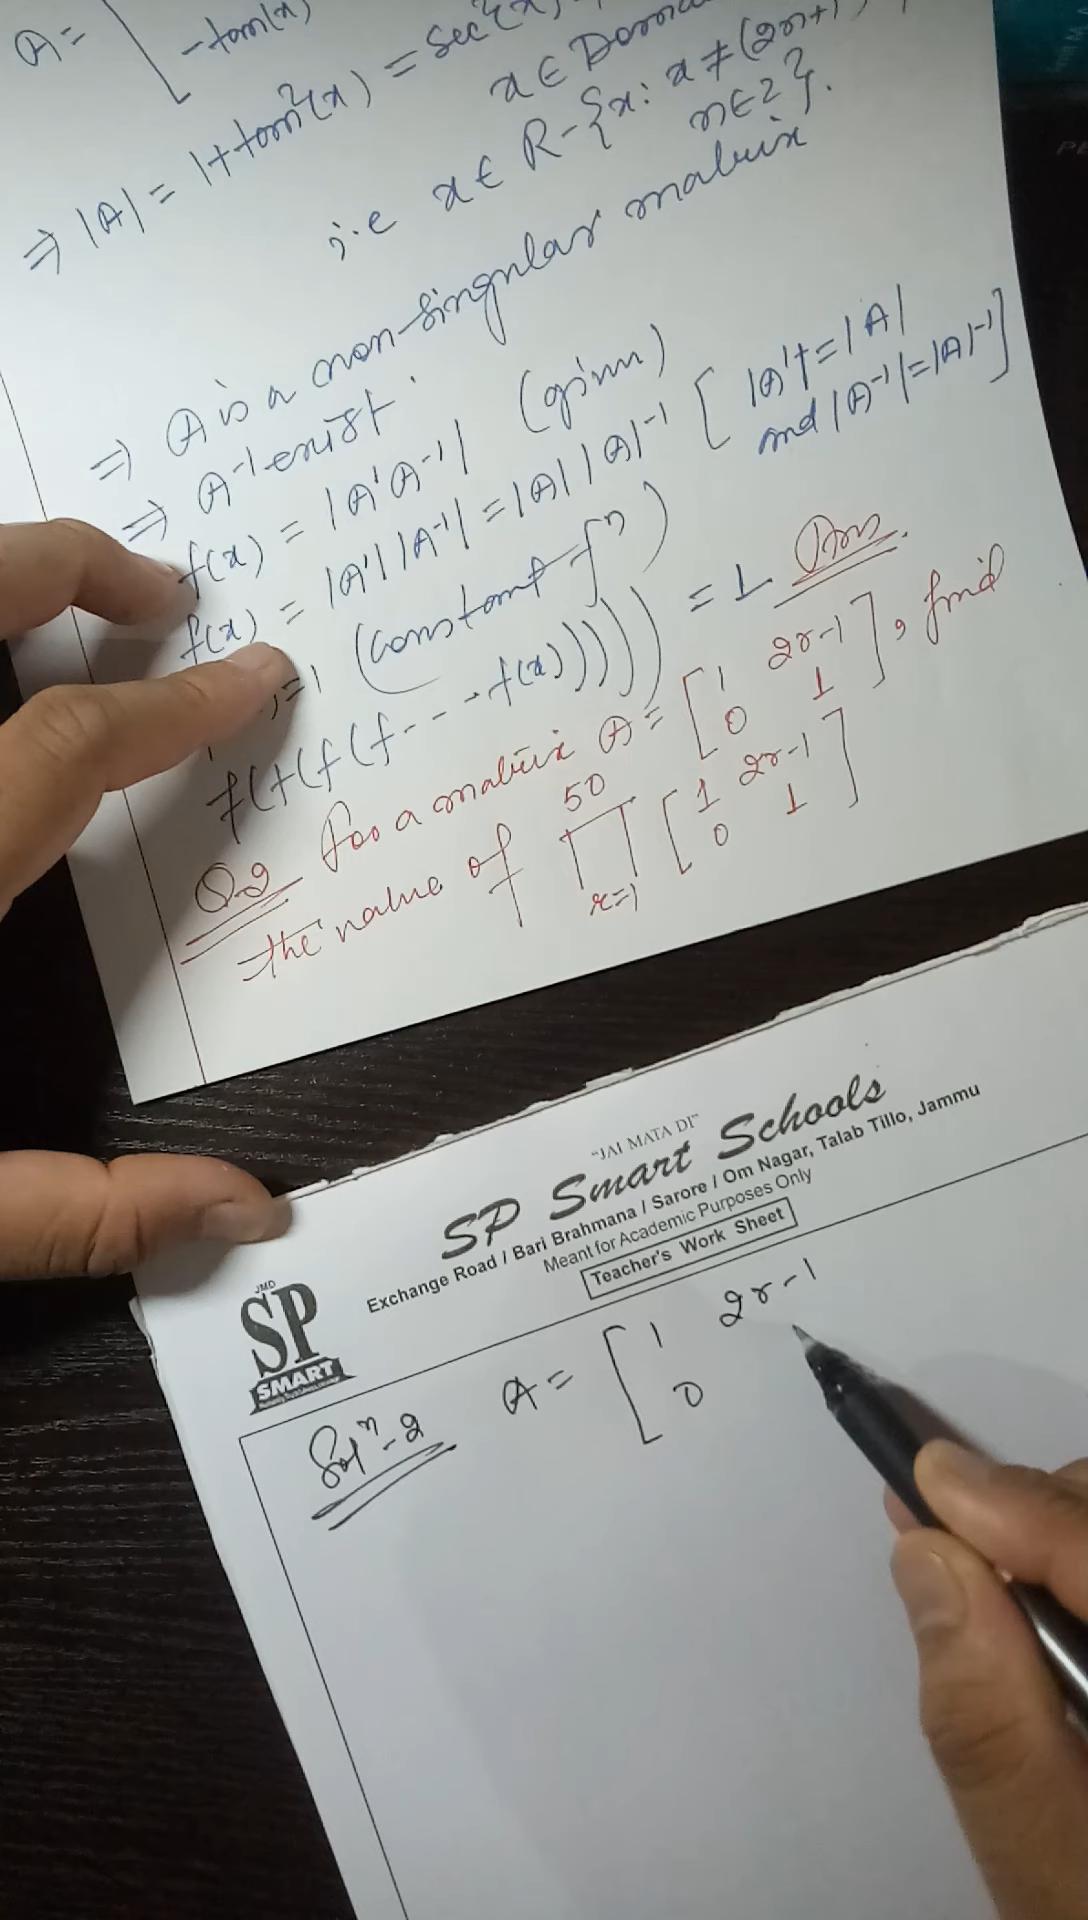 A = [ -tan(x)
⇒ |A| = 1+tan²(x) = sec²(x),
x ∈ Domain
i.e x ∈ R-{x: x≠(2n+1)
n∈Z}.
⇒ A is a non-singular matrix
⇒ A⁻¹ exist.
f(x) = |A'A⁻¹| (given)
f(x) = |A'||A⁻¹| = |A||A|⁻¹ [|A'|=|A|
and |A⁻¹|=|A|⁻¹]
=1 (constant fⁿ)
f(f(f(f----f(x))))) = 1 Ans.
Q-2 For a matrix A = [1 2r-1
0 1], find
the value of 50 ∏ r=1 [1 2r-1
0 1]
"JAI MATA DI"
SP Smart Schools
Exchange Road / Bari Brahmana / Sarore / Om Nagar, Talab Tillo, Jammu
Meant for Academic Purposes Only
Teacher's Work Sheet
JMD
SP
SMART
Solⁿ-2 A = [1 2r-1
0